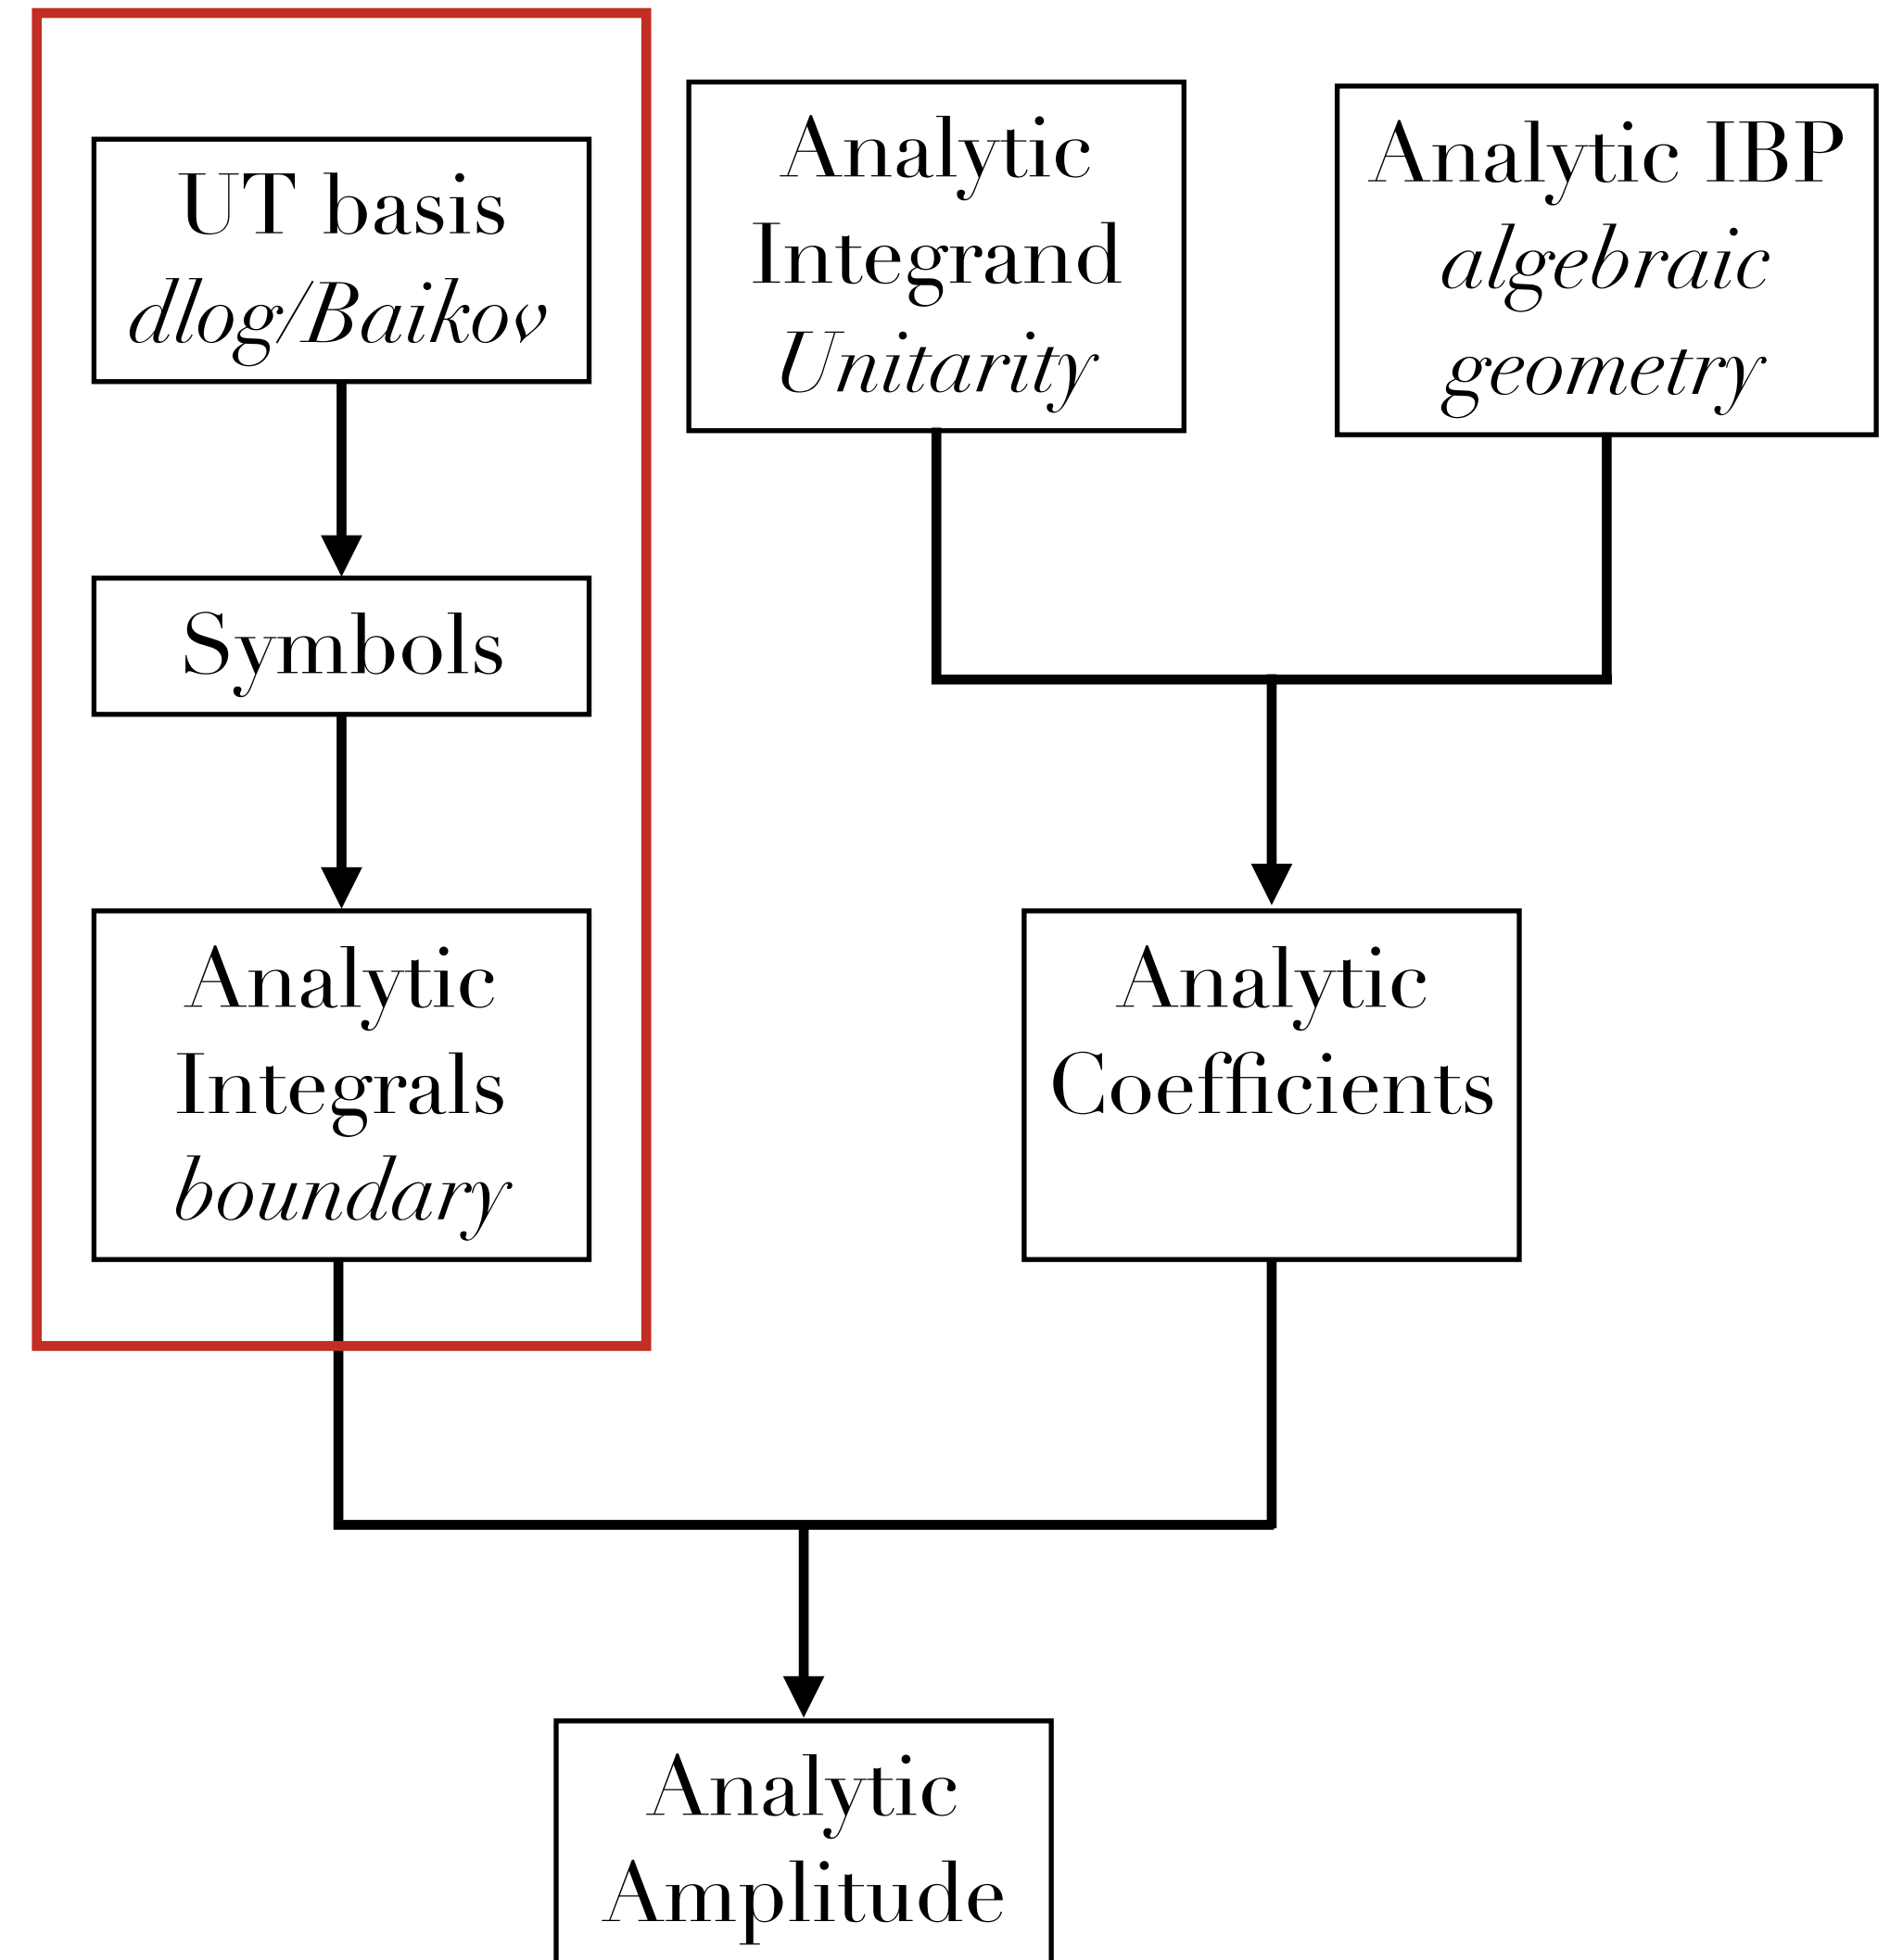 UT basis
dlog/Baikov
Analytic
Integrand
Unitarity
Analytic IBP
algebraic
geometry
Symbols
Analytic
Integrals
boundary
Analytic
Coefficients
Analytic
Amplitude